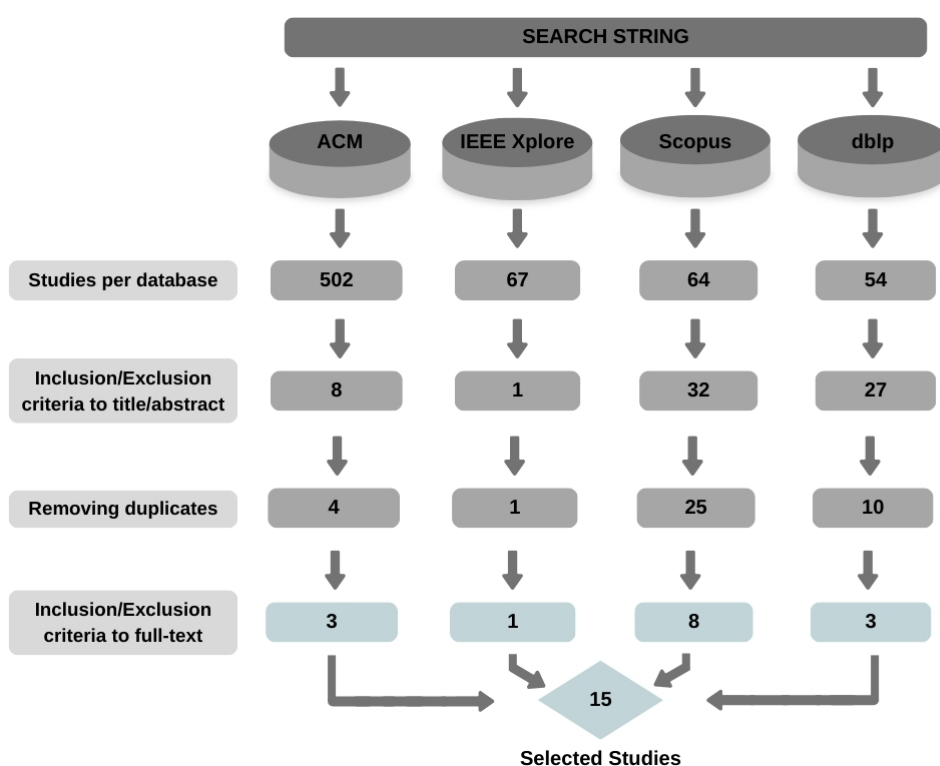 SEARCH STRING
ACM
IEEE Xplore
Scopus
dblp
Studies per database
502
67
64
54
Inclusion/Exclusion
criteria to title/abstract
8
1
32
27
Removing duplicates
4
1
25
10
Inclusion/Exclusion
criteria to full-text
3
1
8
3
15
Selected Studies